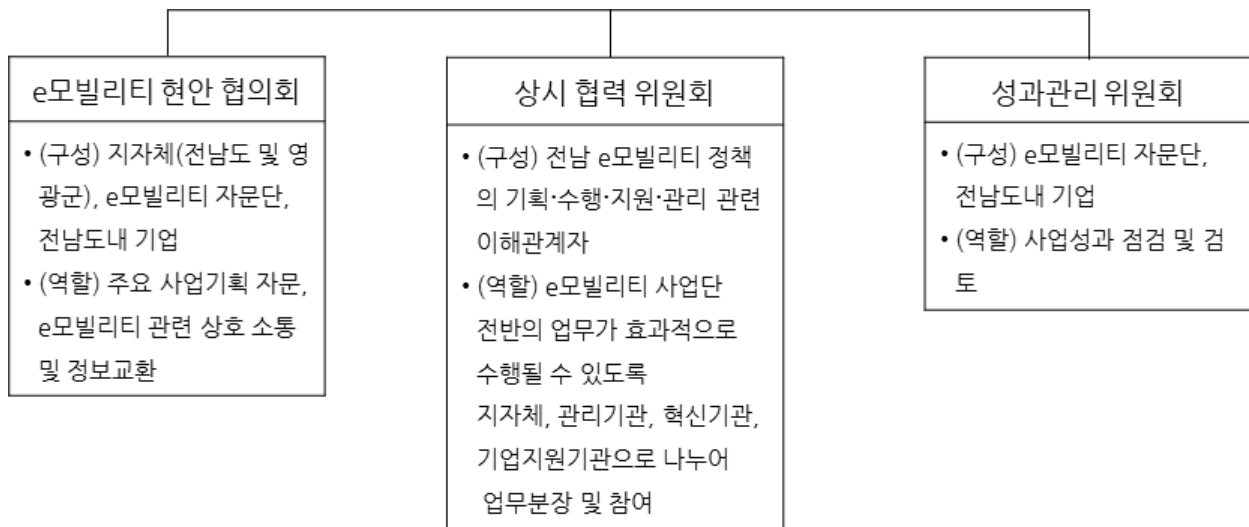 e모빌리티 현안 협의회
• (구성) 지자체(전남도 및 영
광군), e모빌리티 자문단,
전남도내 기업
• (역할) 주요 사업기획 자문,
e모빌리티 관련 상호 소통
및 정보교환
상시 협력 위원회
• (구성) 전남 e모빌리티 정책
의 기획·수행·지원·관리 관련
이해관계자
• (역할) e모빌리티 사업단
전반의 업무가 효과적으로
수행될 수 있도록
지자체, 관리기관, 혁신기관,
기업지원기관으로 나누어
업무분장 및 참여
성과관리 위원회
• (구성) e모빌리티 자문단,
전남도내 기업
• (역할) 사업성과 점검 및 검
토